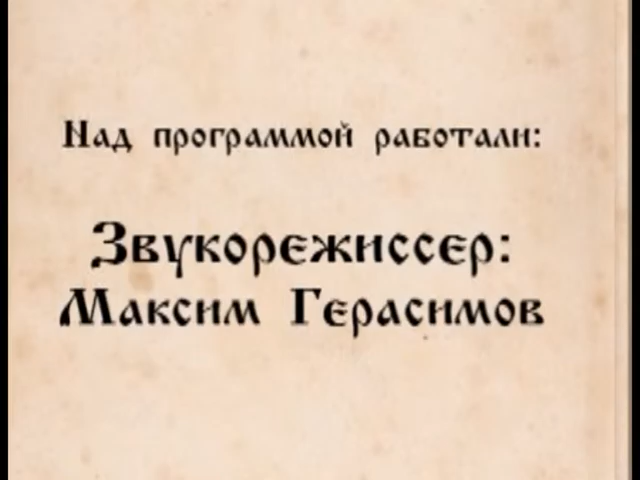 Над программой работали:
Звукорежиссер:
Максим Герасимов